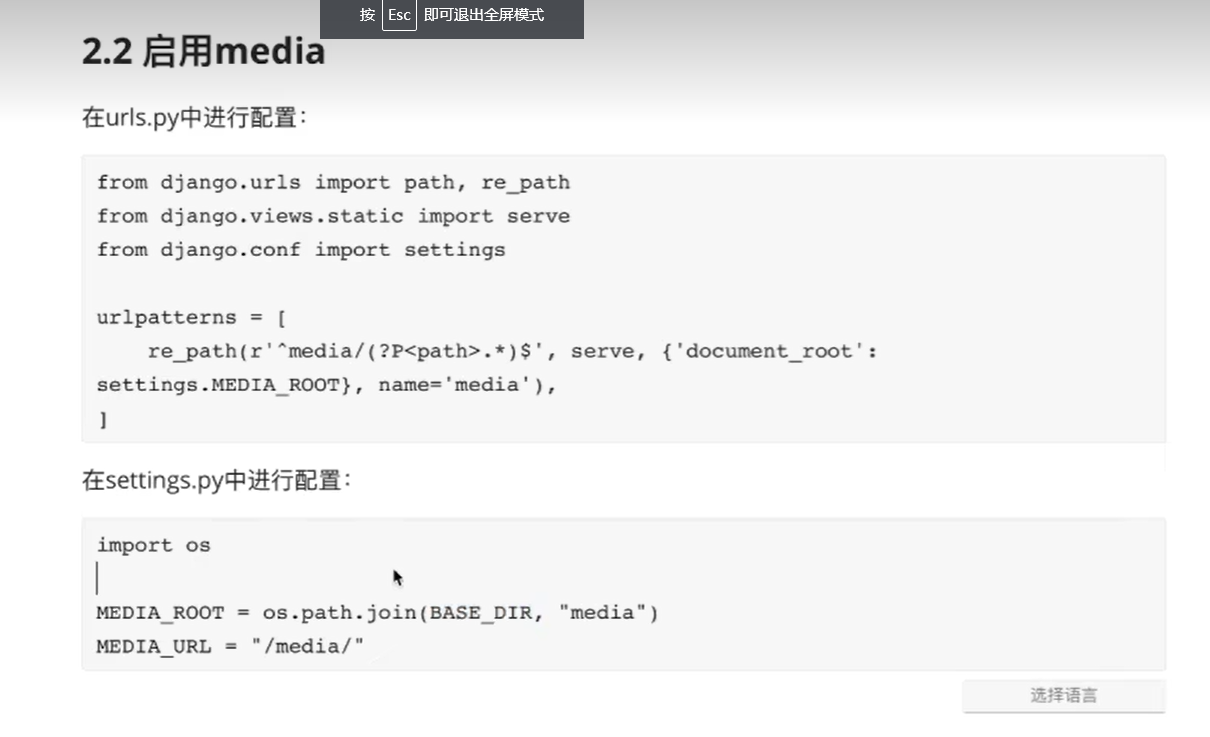 按 Esc 即可退出全屏模式
2.2 启用media
在urls.py中进行配置：
from django.urls import path, re_path
from django.views.static import serve
from django.conf import settings
urlpatterns = [
    re_path(r'^media/(?P<path>.*)$', serve, {'document_root':
settings.MEDIA_ROOT}, name='media'),
]
在settings.py中进行配置：
import os
MEDIA_ROOT = os.path.join(BASE_DIR, "media")
MEDIA_URL = "/media/"
选择语言